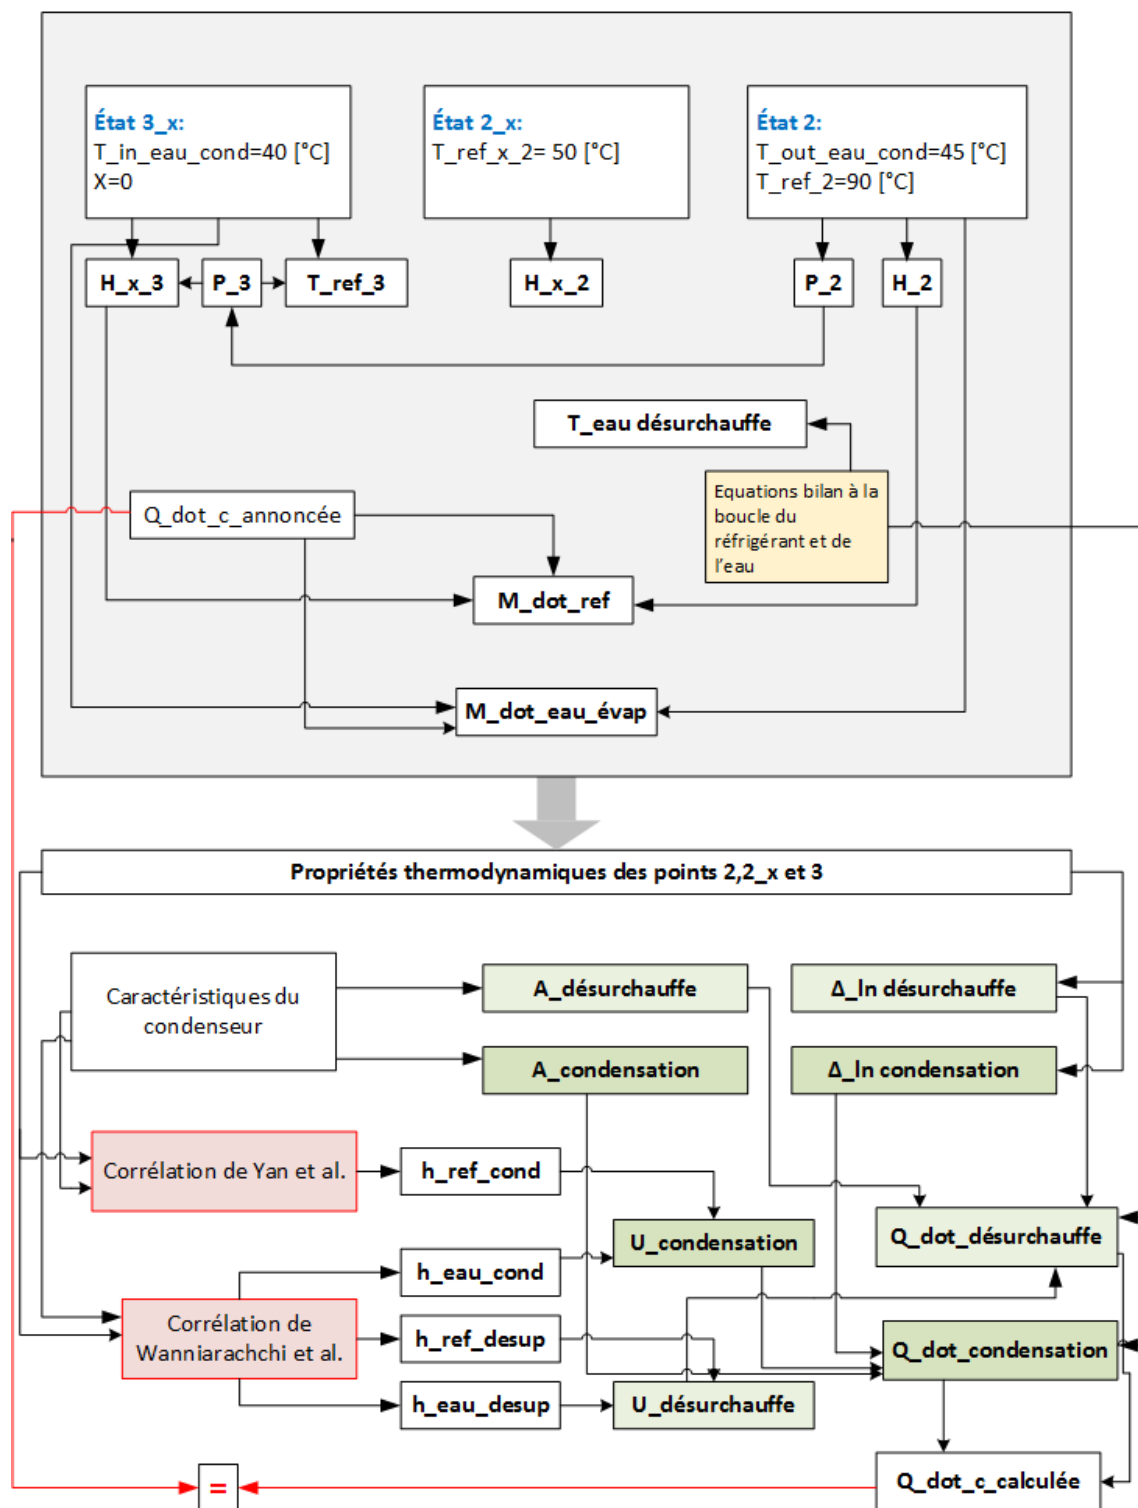 État 3_x:
T_in_eau_cond=40 [°C]
X=0
État 2_x:
T_ref_x_2= 50 [°C]
État 2:
T_out_eau_cond=45 [°C]
T_ref_2=90 [°C]
H_x_3
P_3
T_ref_3
H_x_2
P_2
H_2
T_eau désurchauffe
Equations bilan à la
boucle du
réfrigérant et de
l'eau
Q_dot_c_annoncée
M_dot_ref
M_dot_eau_évap
Propriétés thermodynamiques des points 2,2_x et 3
Caractéristiques du
condenseur
A_désurchauffe
Δ_ln désurchauffe
A_condensation
Δ_ln condensation
Corrélation de Yan et al.
h_ref_cond
U_condensation
Q_dot_désurchauffe
h_eau_cond
Corrélation de
Wanniarachchi et al.
h_ref_desup
Q_dot_condensation
h_eau_desup
U_désurchauffe
=
Q_dot_c_calculée